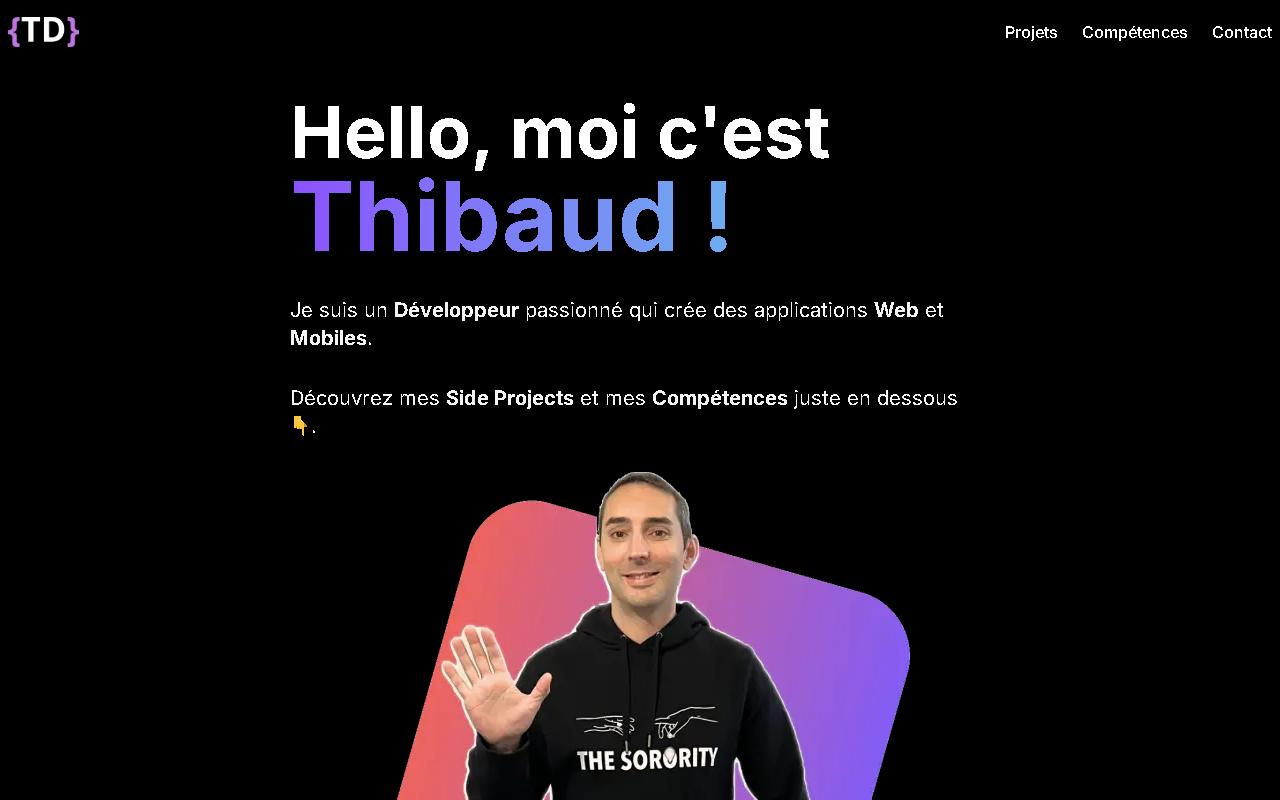 {TD}
Projets Compétences Contact
Hello, moi c'est
Thibaud !
Je suis un Développeur passionné qui crée des applications Web et
Mobiles.
Découvrez mes Side Projects et mes Compétences juste en dessous
👇.
THE SORORITY